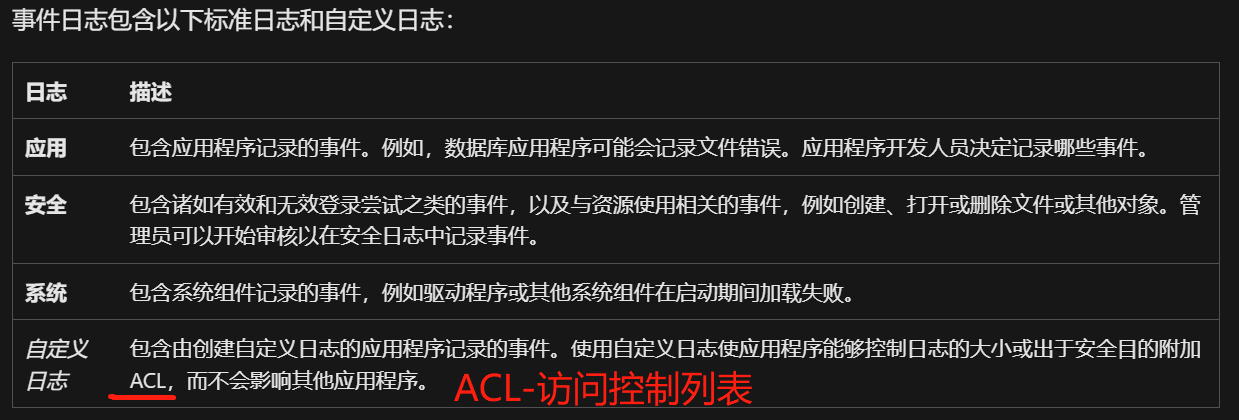 事件日志包含以下标准日志和自定义日志：
日志 描述
应用 包含应用程序记录的事件。例如，数据库应用程序可能会记录文件错误。应用程序开发人员决定记录哪些事件。
安全 包含诸如有效和无效登录尝试之类的事件，以及与资源使用相关的事件，例如创建、打开或删除文件或其他对象。管
理员可以开始审核以在安全日志中记录事件。
系统 包含系统组件记录的事件，例如驱动程序或其他系统组件在启动期间加载失败。
自定义 包含由创建自定义日志的应用程序记录的事件。使用自定义日志使应用程序能够控制日志的大小或出于安全目的附加
日志 ACL，而不会影响其他应用程序。
ACL-访问控制列表